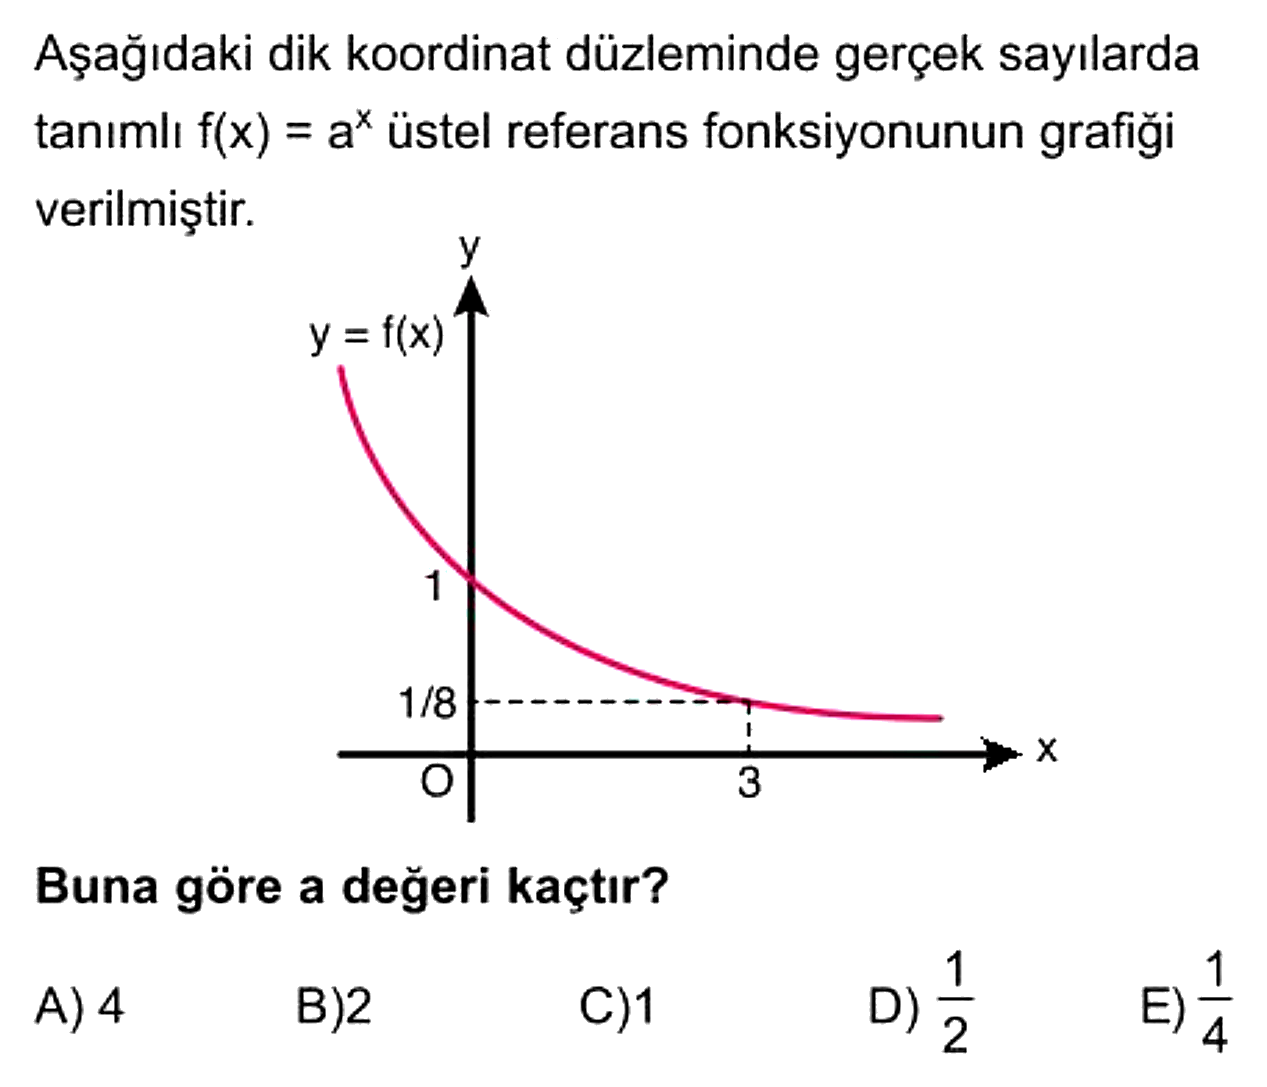 Aşağıdaki dik koordinat düzleminde gerçek sayılarda
tanımlı f(x) = aˣ üstel referans fonksiyonunun grafiği
verilmiştir.
y
y = f(x)
1
1/8
x
O
3
Buna göre a değeri kaçtır?
A) 4 B)2 C)1 D) 1/2 E) 1/4